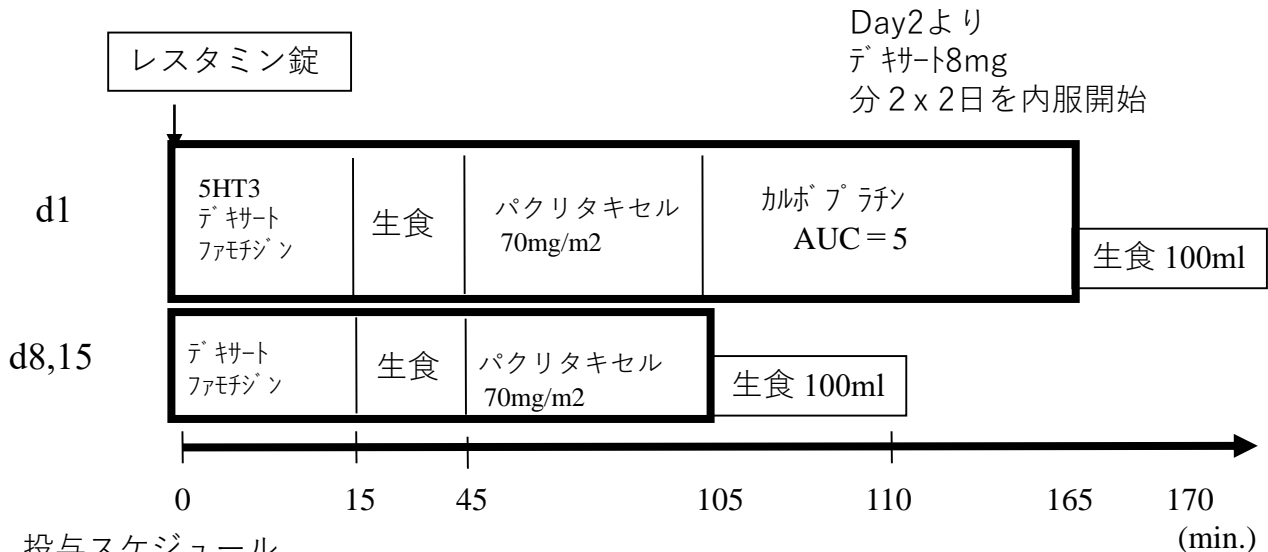 Day2より
デキサート8mg
分2x2日を内服開始
レスタミン錠
d1
5HT3
デキサート
ファモチジン
生食
パクリタキセル
70mg/m2
カルボプラチン
AUC=5
生食 100ml
d8,15
デキサート
ファモチジン
生食
パクリタキセル
70mg/m2
生食 100ml
0 15 45 105 110 165 170
(min.)
投与スケジュール